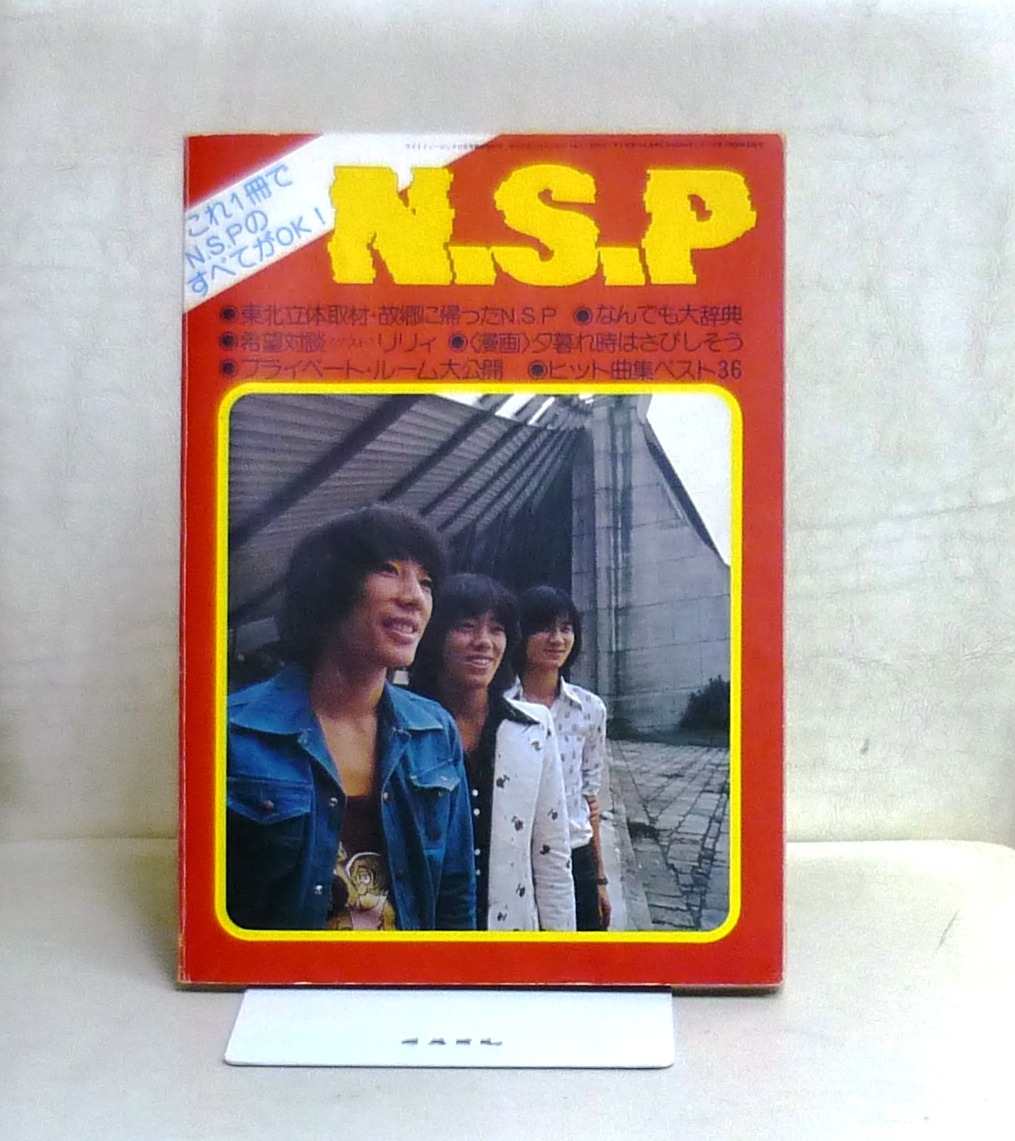 これ1冊で
N.S.Pの
すべてがOK!
N.S.P
●東北立体取材・故郷に帰ったN.S.P ●なんでも大辞典
●希望対談〈ゲスト〉リリィ ●〈漫画〉夕暮れ時はさびしそう
●プライベート・ルーム大公開 ●ヒット曲集ベスト36